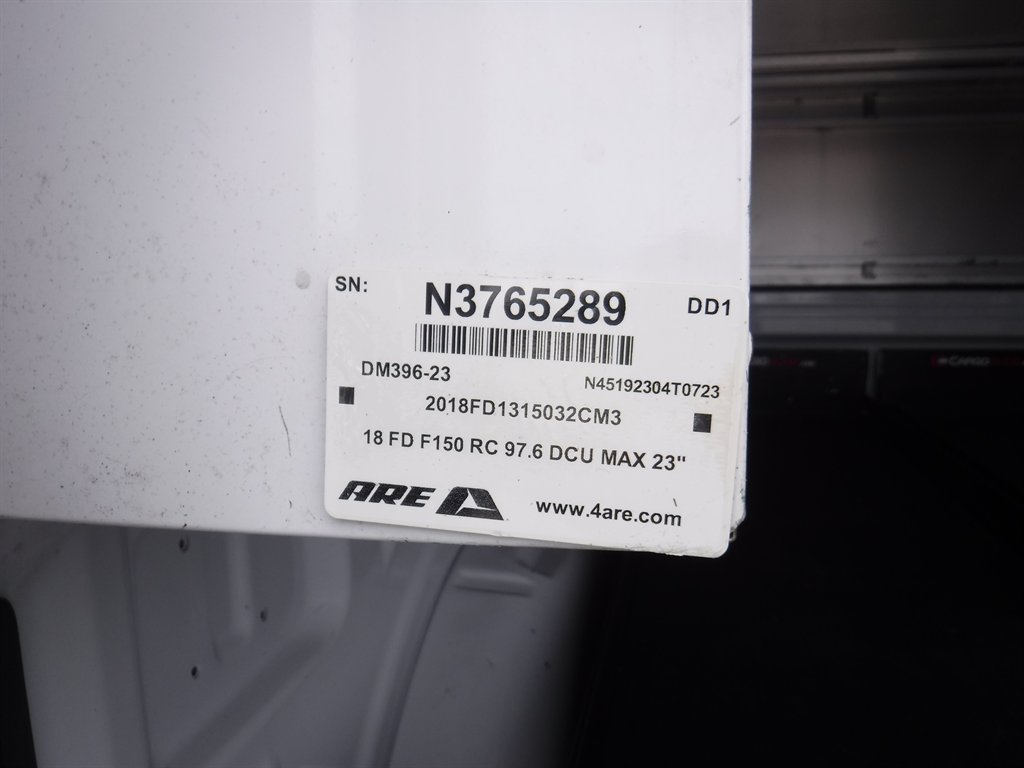 SN: N3765289 DD1
DM396-23 N45192304T0723
2018FD1315032CM3
18 FD F150 RC 97.6 DCU MAX 23"
ARE www.4are.com
CARGO